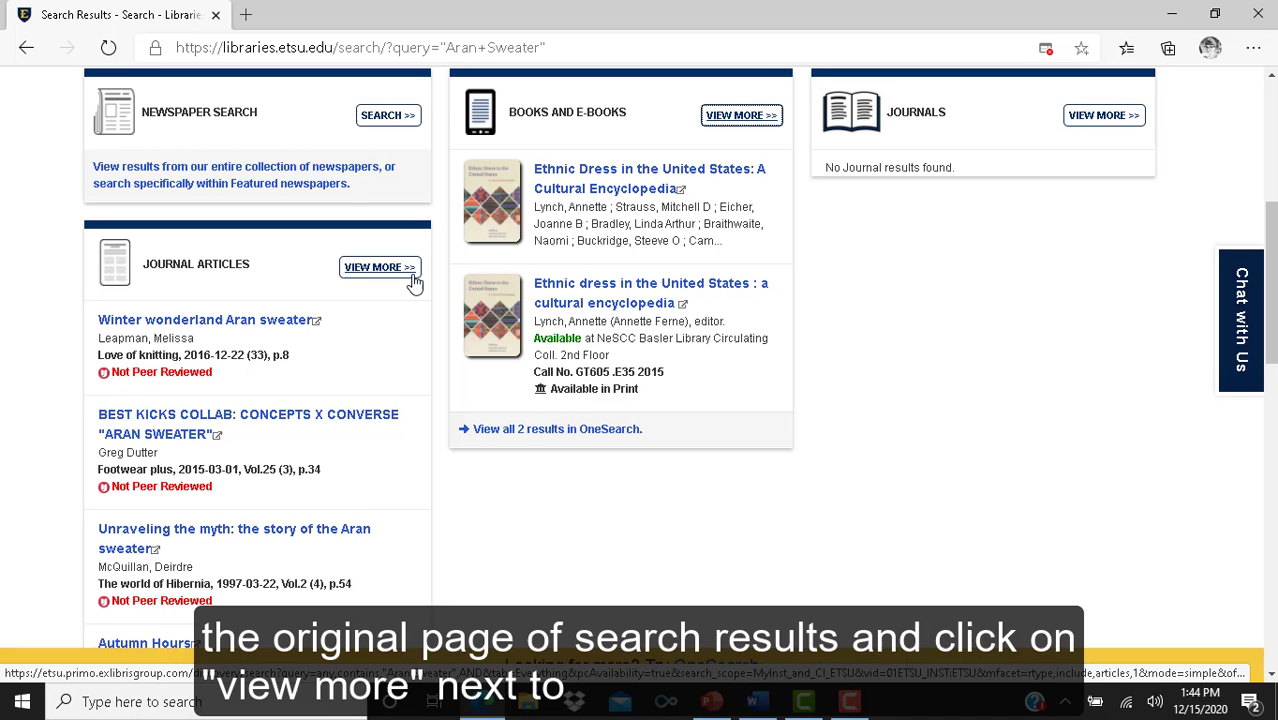 Search Results - Libraries - Ethels
https://libraries.etsu.edu/search/?query="Aran+Sweater"
NEWSPAPER SEARCH
SEARCH >>
View results from our entire collection of newspapers, or
search specifically within Featured newspapers.
JOURNAL ARTICLES
VIEW MORE >>
Winter wonderland Aran sweater
Leapman, Melissa
Love of knitting, 2016-12-22 (33), p.8
Not Peer Reviewed
BEST KICKS COLLAB: CONCEPTS X CONVERSE
"ARAN SWEATER"
Greg Dutter
Footwear plus, 2015-03-01, Vol.25 (3), p.34
Not Peer Reviewed
Unraveling the myth: the story of the Aran
sweater
McQuillan, Deirdre
The world of Hibernia, 1997-03-22, Vol.2 (4), p.54
Not Peer Reviewed
Autumn Hours
BOOKS AND E-BOOKS
VIEW MORE >>
Ethnic Dress in the United States: A
Cultural Encyclopedia
Lynch, Annette ; Strauss, Mitchell D ; Eicher,
Joanne B ; Bradley, Linda Arthur ; Braithwaite,
Naomi ; Buckridge, Steeve O ; Cam...
Ethnic dress in the United States : a
cultural encyclopedia
Lynch, Annette (Annette Ferne), editor.
Available at NeSCC Basler Library Circulating
Coll. 2nd Floor
Call No. GT605 .E35 2015
Available in Print
View all 2 results in OneSearch.
JOURNALS
VIEW MORE >>
No Journal results found.
Chat with Us
the original page of search results and click on
"view more" next to
Type here to search
1:44 PM
12/15/2020
2